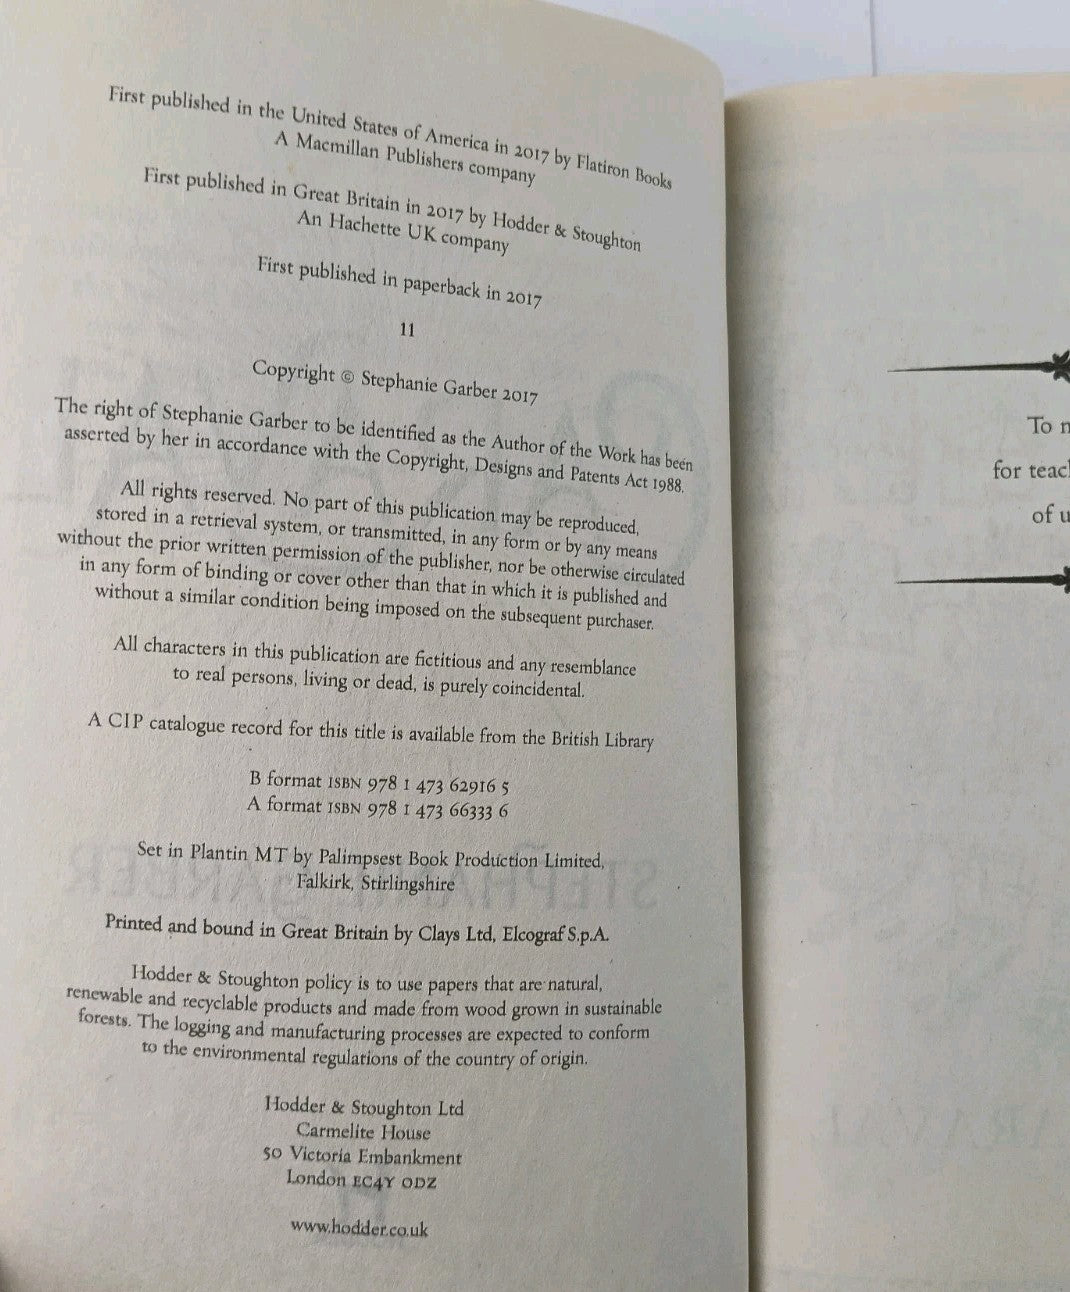 First published in the United States of America in 2017 by Flatiron Books
A Macmillan Publishers company
First published in Great Britain in 2017 by Hodder & Stoughton
An Hachette UK company
First published in paperback in 2017
11
Copyright © Stephanie Garber 2017
The right of Stephanie Garber to be identified as the Author of the Work has been
asserted by her in accordance with the Copyright, Designs and Patents Act 1988.
All rights reserved. No part of this publication may be reproduced,
stored in a retrieval system, or transmitted, in any form or by any means
without the prior written permission of the publisher, nor be otherwise circulated
in any form of binding or cover other than that in which it is published and
without a similar condition being imposed on the subsequent purchaser.
All characters in this publication are fictitious and any resemblance
to real persons, living or dead, is purely coincidental.
A CIP catalogue record for this title is available from the British Library
B format ISBN 978 1 473 62916 5
A format ISBN 978 1 473 66333 6
Set in Plantin MT by Palimpsest Book Production Limited,
Falkirk, Stirlingshire
Printed and bound in Great Britain by Clays Ltd, Elcograf S.p.A.
Hodder & Stoughton policy is to use papers that are natural,
renewable and recyclable products and made from wood grown in sustainable
forests. The logging and manufacturing processes are expected to conform
to the environmental regulations of the country of origin.
Hodder & Stoughton Ltd
Carmelite House
50 Victoria Embankment
London EC4Y 0DZ
www.hodder.co.uk
To
for
of